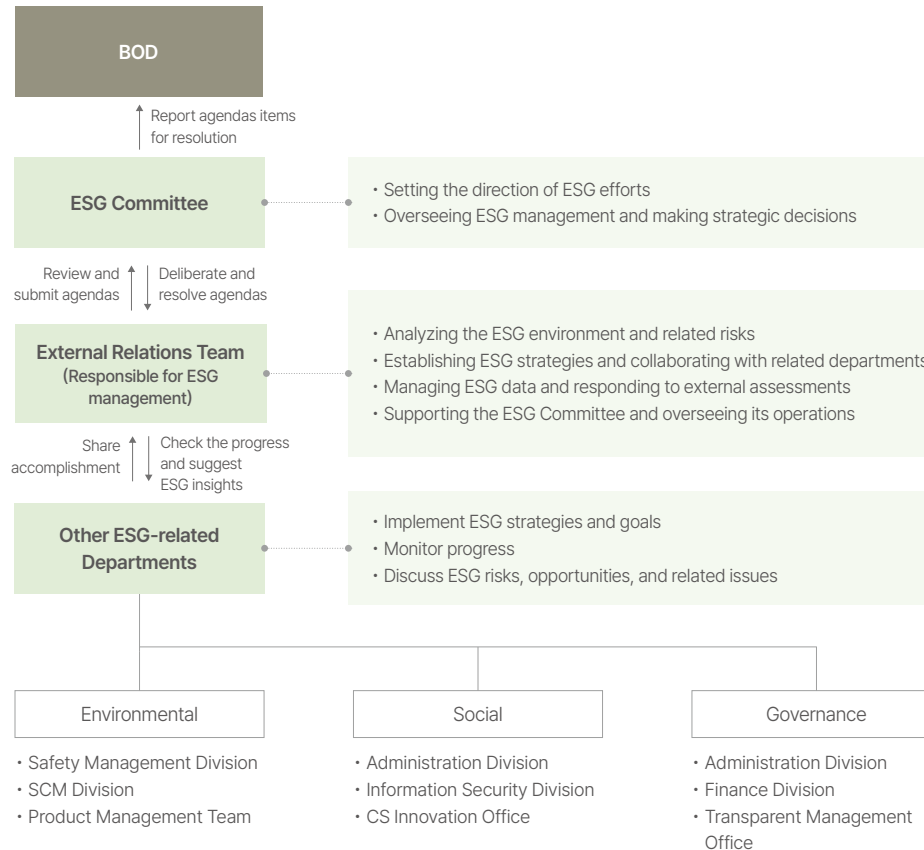 BOD
Report agendas items
for resolution
ESG Committee
• Setting the direction of ESG efforts
• Overseeing ESG management and making strategic decisions
Review and
submit agendas
Deliberate and
resolve agendas
External Relations Team
(Responsible for ESG
management)
• Analyzing the ESG environment and related risks
• Establishing ESG strategies and collaborating with related departments
• Managing ESG data and responding to external assessments
• Supporting the ESG Committee and overseeing its operations
Share
accomplishment
Check the progress
and suggest
ESG insights
Other ESG-related
Departments
• Implement ESG strategies and goals
• Monitor progress
• Discuss ESG risks, opportunities, and related issues
Environmental
• Safety Management Division
• SCM Division
• Product Management Team
Social
• Administration Division
• Information Security Division
• CS Innovation Office
Governance
• Administration Division
• Finance Division
• Transparent Management
Office